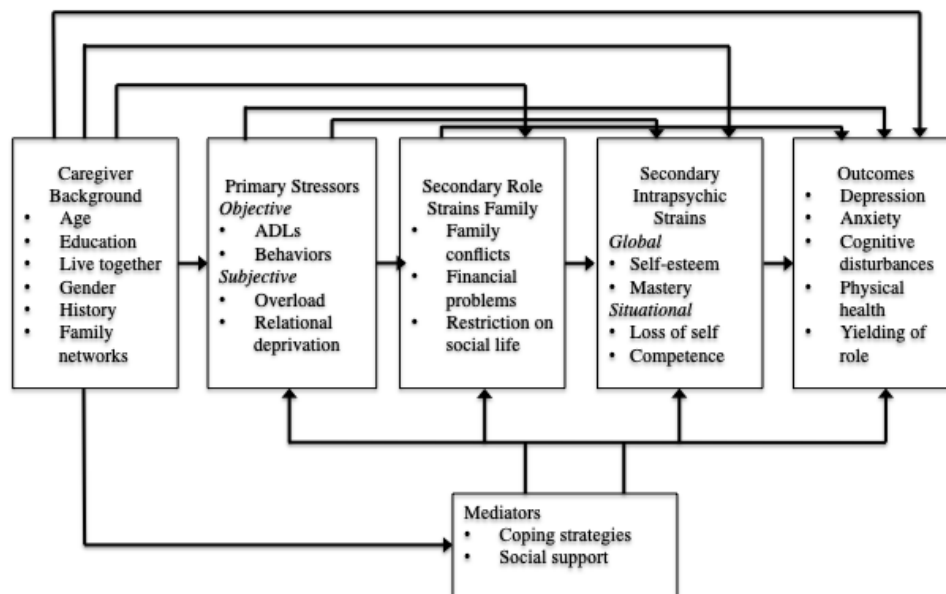 Caregiver
Background
• Age
• Education
• Live together
• Gender
• History
• Family
networks
Primary Stressors
Objective
• ADLs
• Behaviors
Subjective
• Overload
• Relational
deprivation
Secondary Role
Strains Family
• Family
conflicts
• Financial
problems
• Restriction on
social life
Secondary
Intrapsychic
Strains
Global
• Self-esteem
• Mastery
Situational
• Loss of self
• Competence
Outcomes
• Depression
• Anxiety
• Cognitive
disturbances
• Physical
health
• Yielding of
role
Mediators
• Coping strategies
• Social support